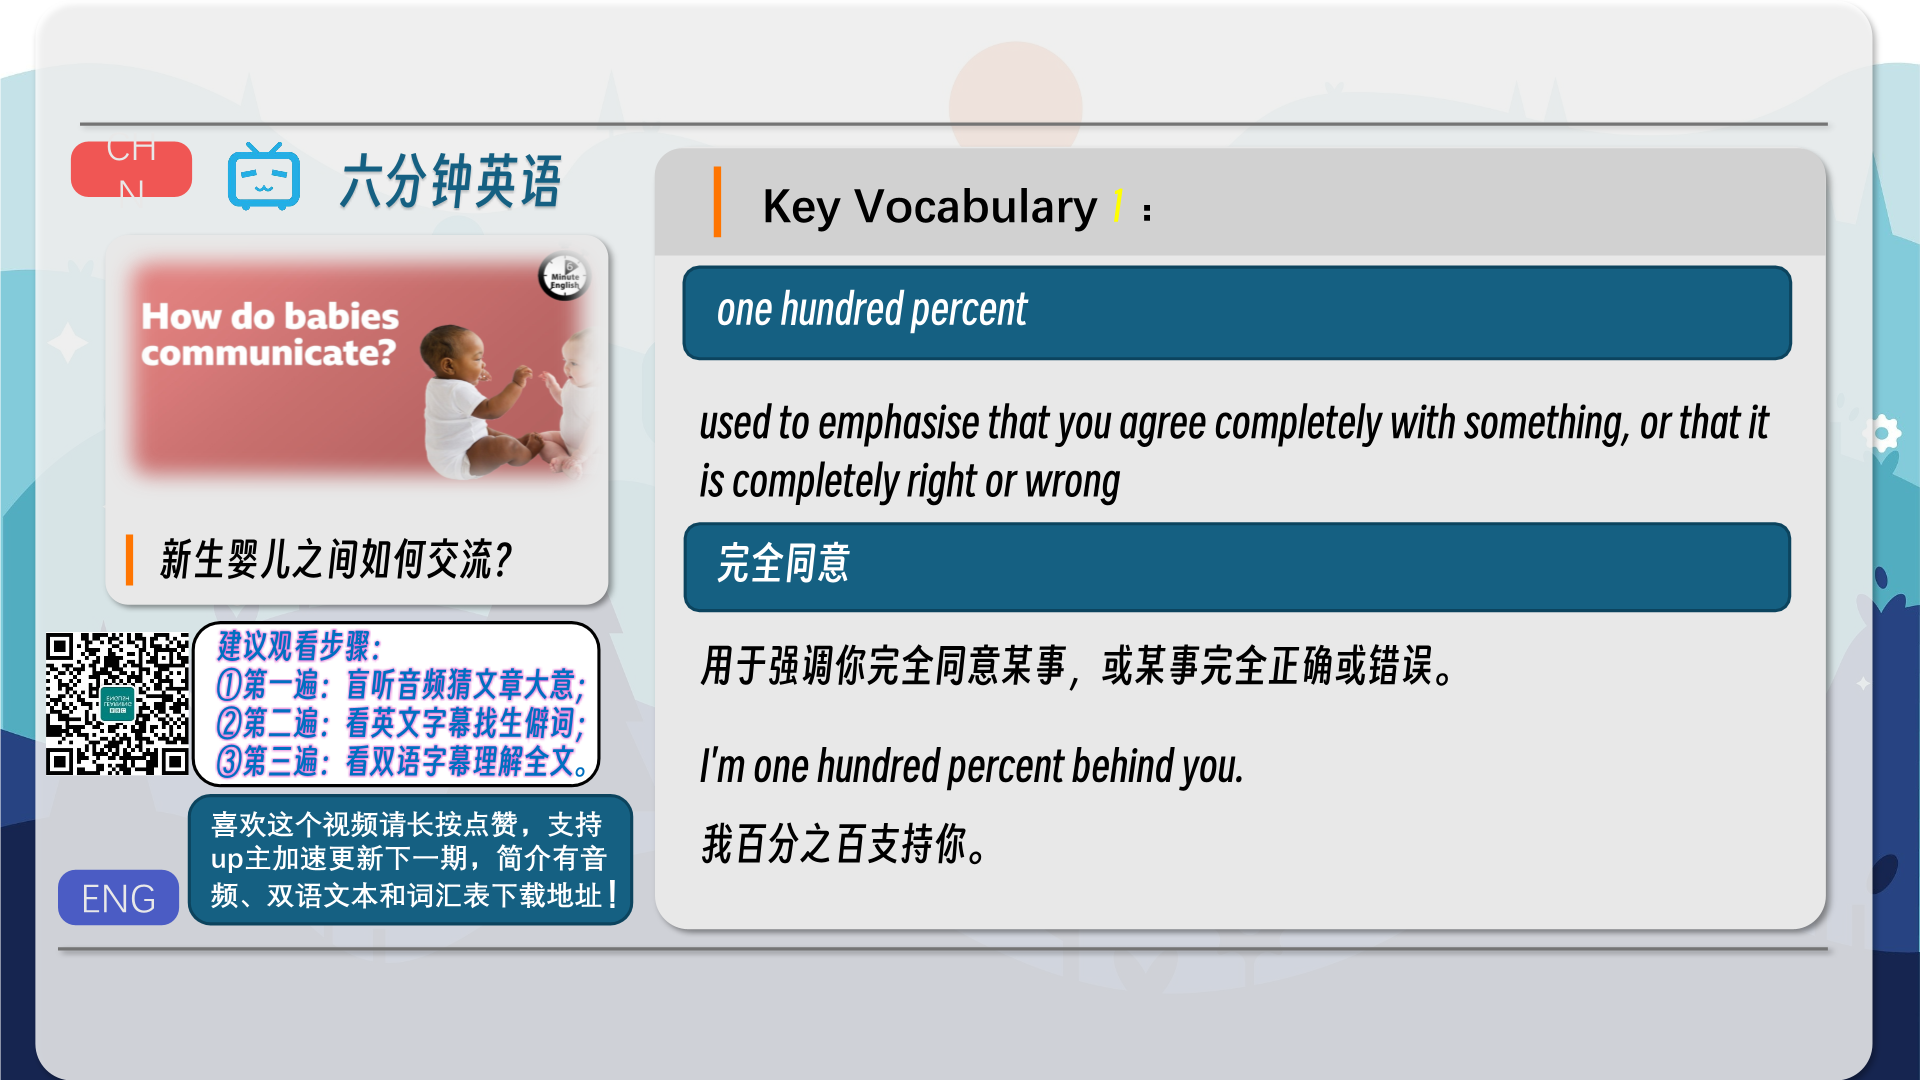 CH
N
六分钟英语
6
Minute
English
How do babies
communicate?
新生婴儿之间如何交流?
建议观看步骤：
①第一遍：盲听音频猜文章大意；
②第二遍：看英文字幕找生僻词；
③第三遍：看双语字幕理解全文。
喜欢这个视频请长按点赞，支持
up主加速更新下一期，简介有音
频、双语文本和词汇表下载地址！
ENG
Key Vocabulary 1：
one hundred percent
used to emphasise that you agree completely with something, or that it
is completely right or wrong
完全同意
用于强调你完全同意某事，或某事完全正确或错误。
I'm one hundred percent behind you.
我百分之百支持你。